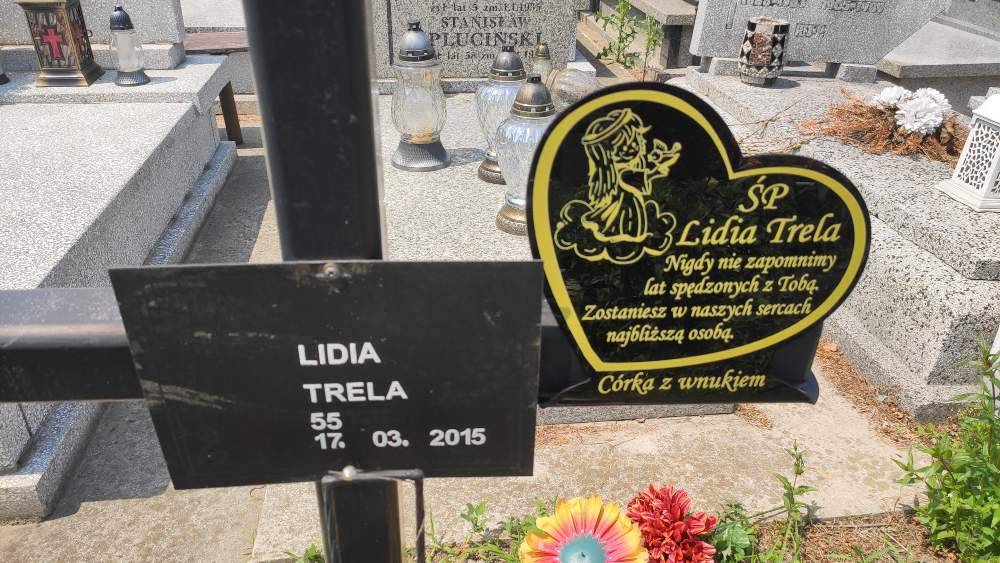 STANISŁAW
PLUCIŃSKI
LIDIA
TRELA
55
17. 03. 2015
ŚP
Lidia Trela
Nigdy nie zapomnimy
lat spędzonych z Tobą.
Zostaniesz w naszych sercach
najbliższą osobą.
Córka z wnukiem